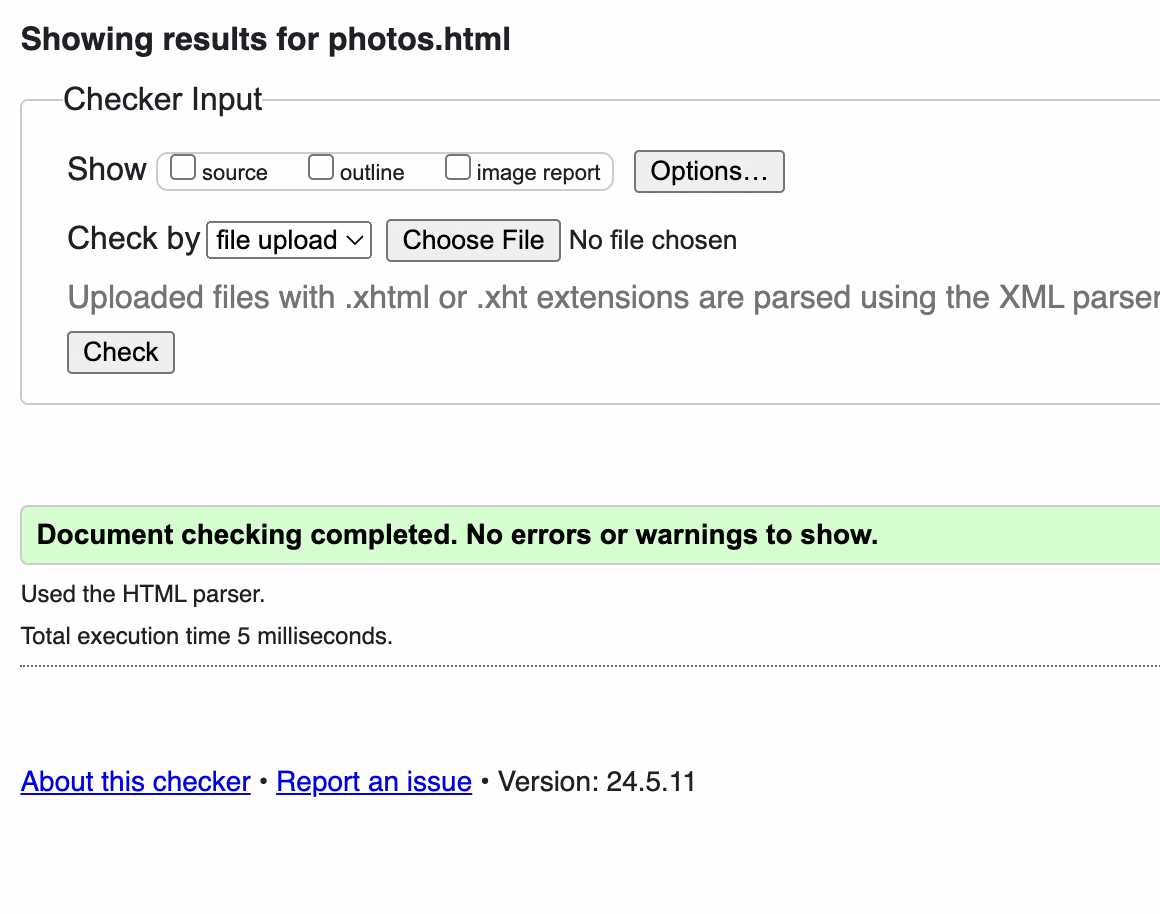 Showing results for photos.html
Checker Input
Show source outline image report Options…
Check by file upload Choose File No file chosen
Uploaded files with .xhtml or .xht extensions are parsed using the XML parser
Check
Document checking completed. No errors or warnings to show.
Used the HTML parser.
Total execution time 5 milliseconds.
About this checker • Report an issue • Version: 24.5.11